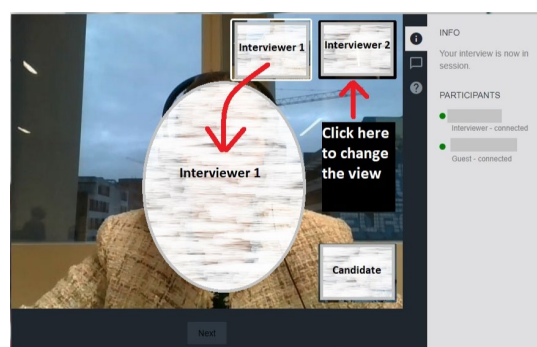 Interviewer 1
Interviewer 2
Click here
to change
the view
Interviewer 1
Candidate
Next
INFO
Your interview is now in
session.
PARTICIPANTS
Interviewer - connected
Guest - connected